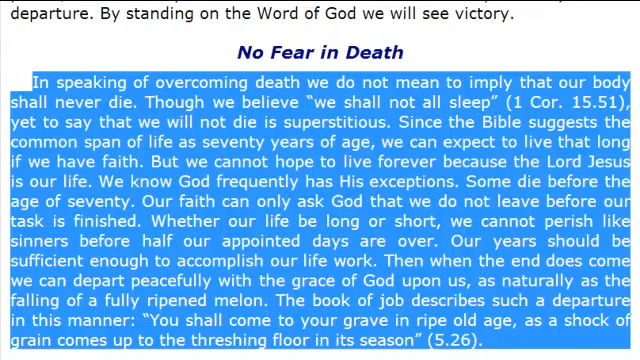 departure. By standing on the Word of God we will see victory.
No Fear in Death
In speaking of overcoming death we do not mean to imply that our body
shall never die. Though we believe “we shall not all sleep” (1 Cor. 15.51),
yet to say that we will not die is superstitious. Since the Bible suggests the
common span of life as seventy years of age, we can expect to live that long
if we have faith. But we cannot hope to live forever because the Lord Jesus
is our life. We know God frequently has His exceptions. Some die before the
age of seventy. Our faith can only ask God that we do not leave before our
task is finished. Whether our life be long or short, we cannot perish like
sinners before half our appointed days are over. Our years should be
sufficient enough to accomplish our life work. Then when the end does come
we can depart peacefully with the grace of God upon us, as naturally as the
falling of a fully ripened melon. The book of job describes such a departure
in this manner: “You shall come to your grave in ripe old age, as a shock of
grain comes up to the threshing floor in its season” (5.26).